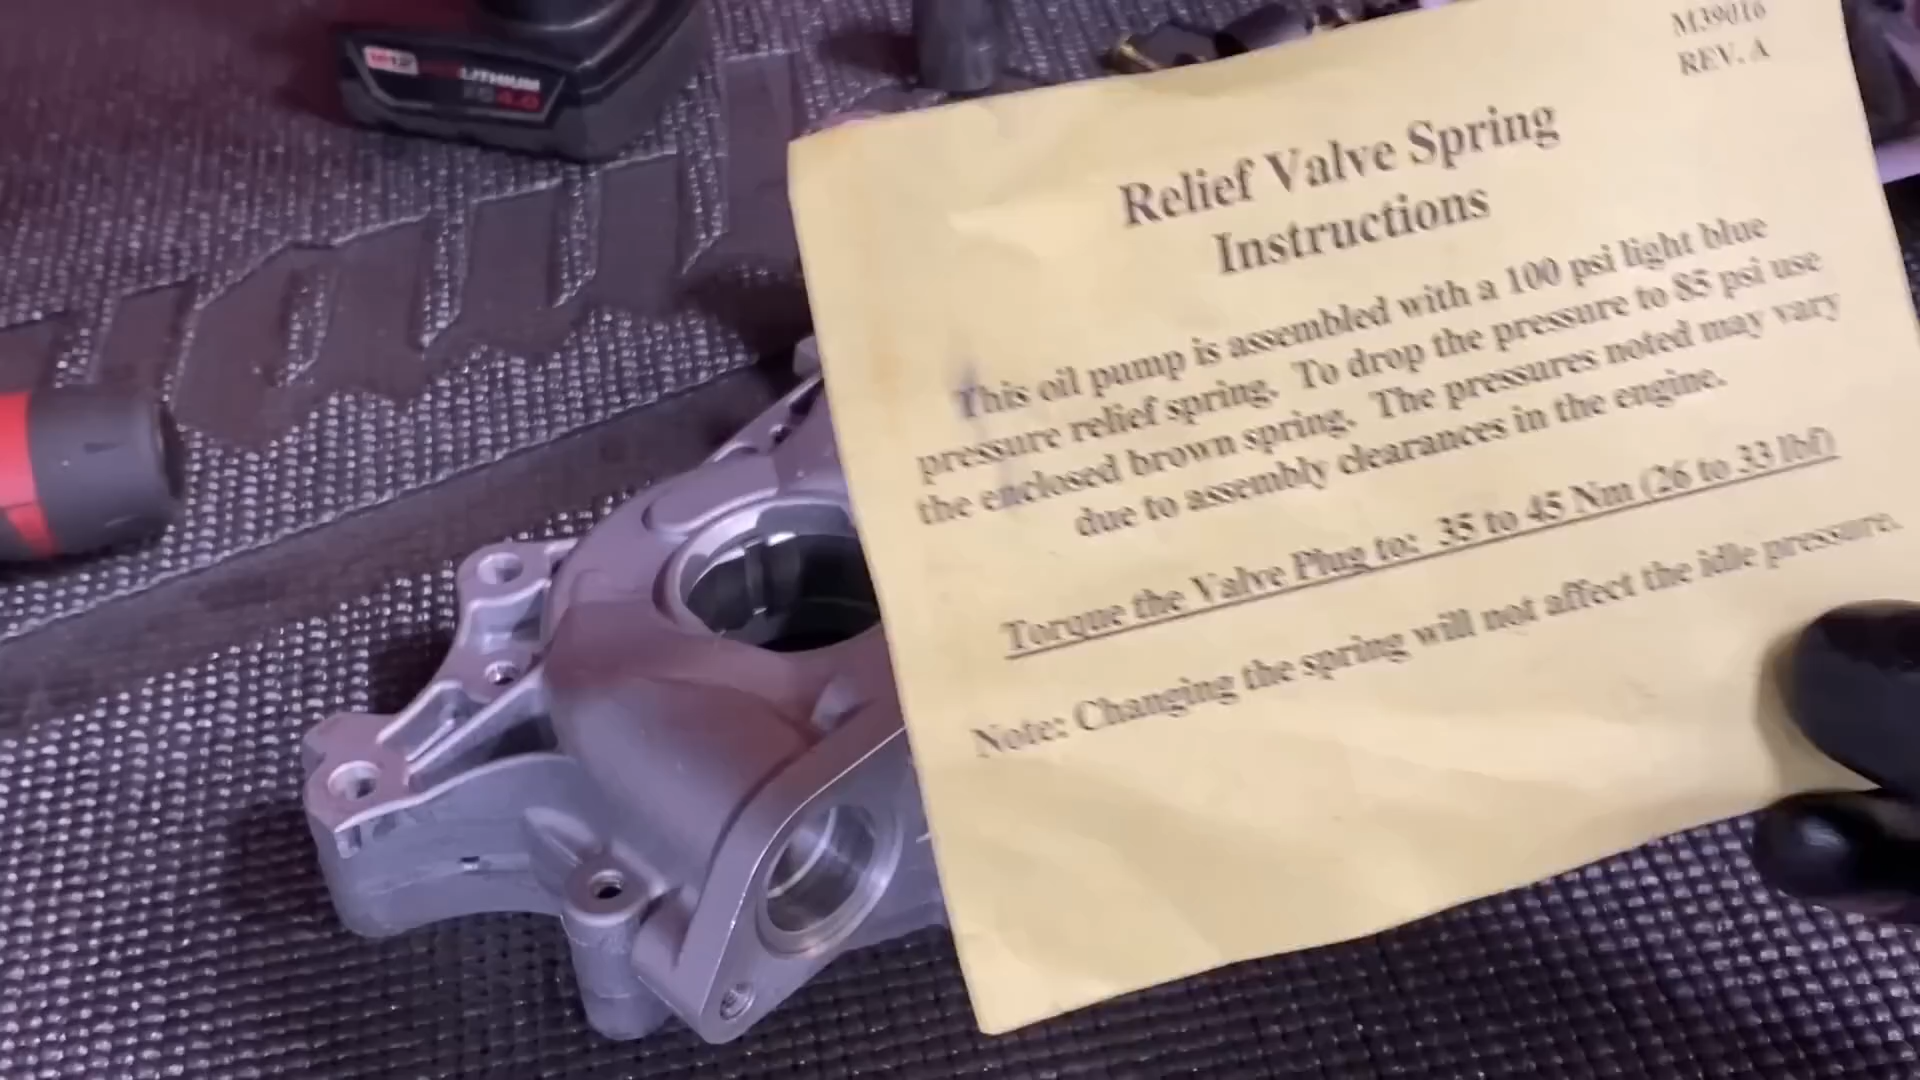 M12
LITHIUM
XC4.0
M39016
REV. A
Relief Valve Spring
Instructions
This oil pump is assembled with a 100 psi light blue
pressure relief spring. To drop the pressure to 85 psi use
the enclosed brown spring. The pressures noted may vary
due to assembly clearances in the engine.
Torque the Valve Plug to: 35 to 45 Nm (26 to 33 lbf)
Note: Changing the spring will not affect the idle pressure.